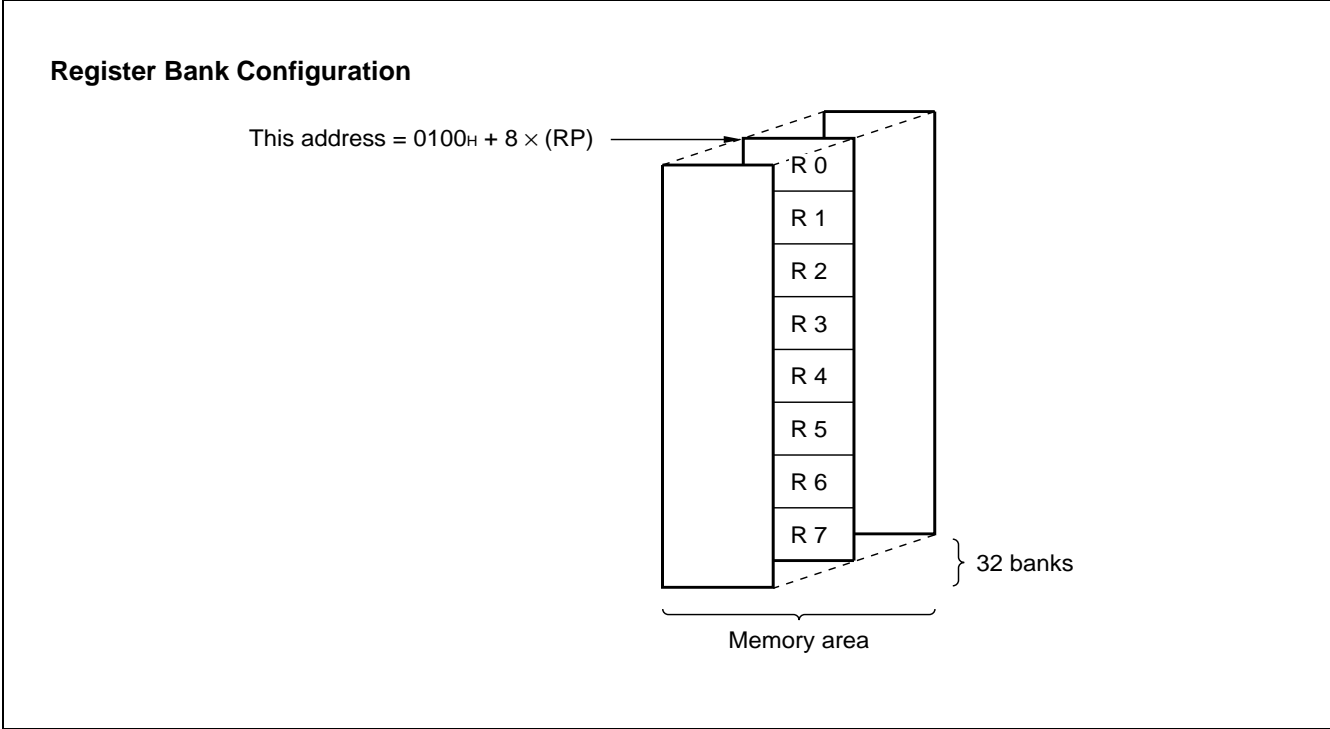 Register Bank Configuration
This address = 0100H + 8 × (RP)
R 0
R 1
R 2
R 3
R 4
R 5
R 6
R 7
32 banks
Memory area